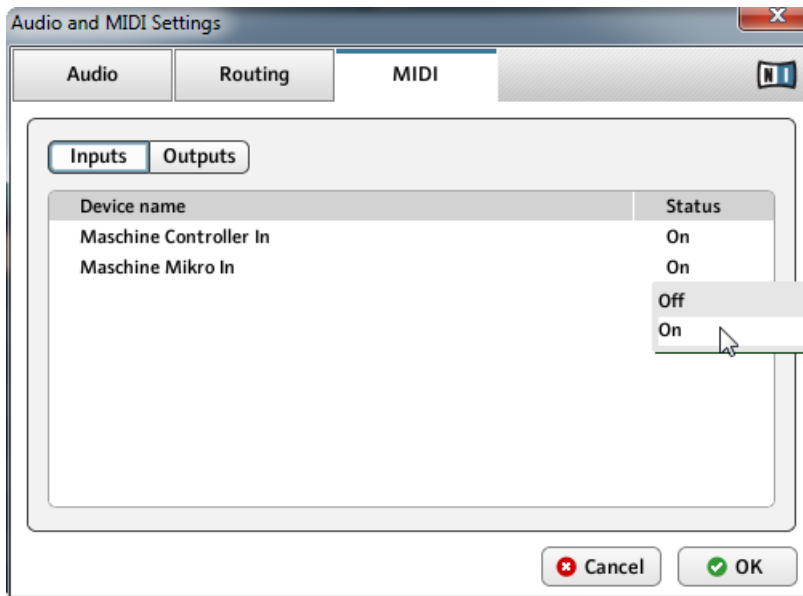 Audio and MIDI Settings
X
Audio Routing MIDI
NI
Inputs Outputs
Device name Status
Maschine Controller In On
Maschine Mikro In On
Off
On
Cancel OK